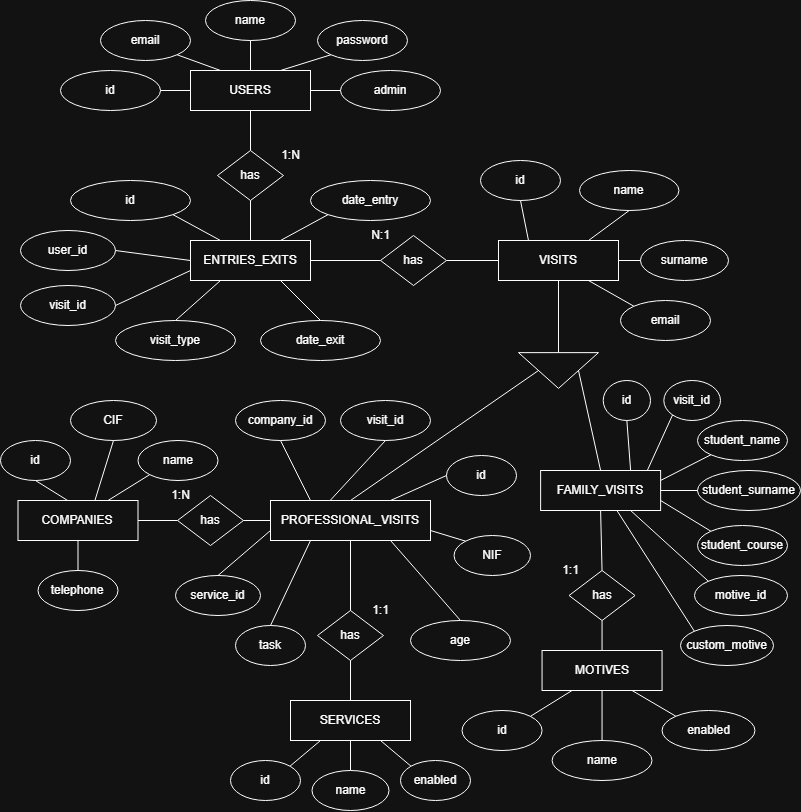 name
email
password
id
USERS
admin
1:N
has
id
date_entry
id
name
user_id
N:1
ENTRIES_EXITS
has
VISITS
surname
visit_id
visit_type
date_exit
email
CIF
company_id
visit_id
id
visit_id
id
name
student_name
id
1:N
FAMILY_VISITS
student_surname
COMPANIES
has
PROFESSIONAL_VISITS
student_course
NIF
telephone
service_id
1:1
has
motive_id
1:1
has
task
age
custom_motive
MOTIVES
SERVICES
id
name
enabled
id
name
enabled